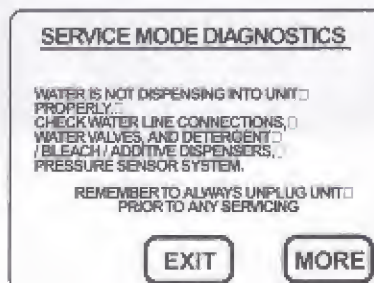 SERVICE MODE DIAGNOSTICS
WATER IS NOT DISPENSING INTO UNIT□
PROPERLY.□
CHECK WATER LINE CONNECTIONS,□
WATER VALVES, AND DETERGENT□
/ BLEACH / ADDITIVE DISPENSERS,□
PRESSURE SENSOR SYSTEM.
REMEMBER TO ALWAYS UNPLUG UNIT□
PRIOR TO ANY SERVICING
EXIT MORE